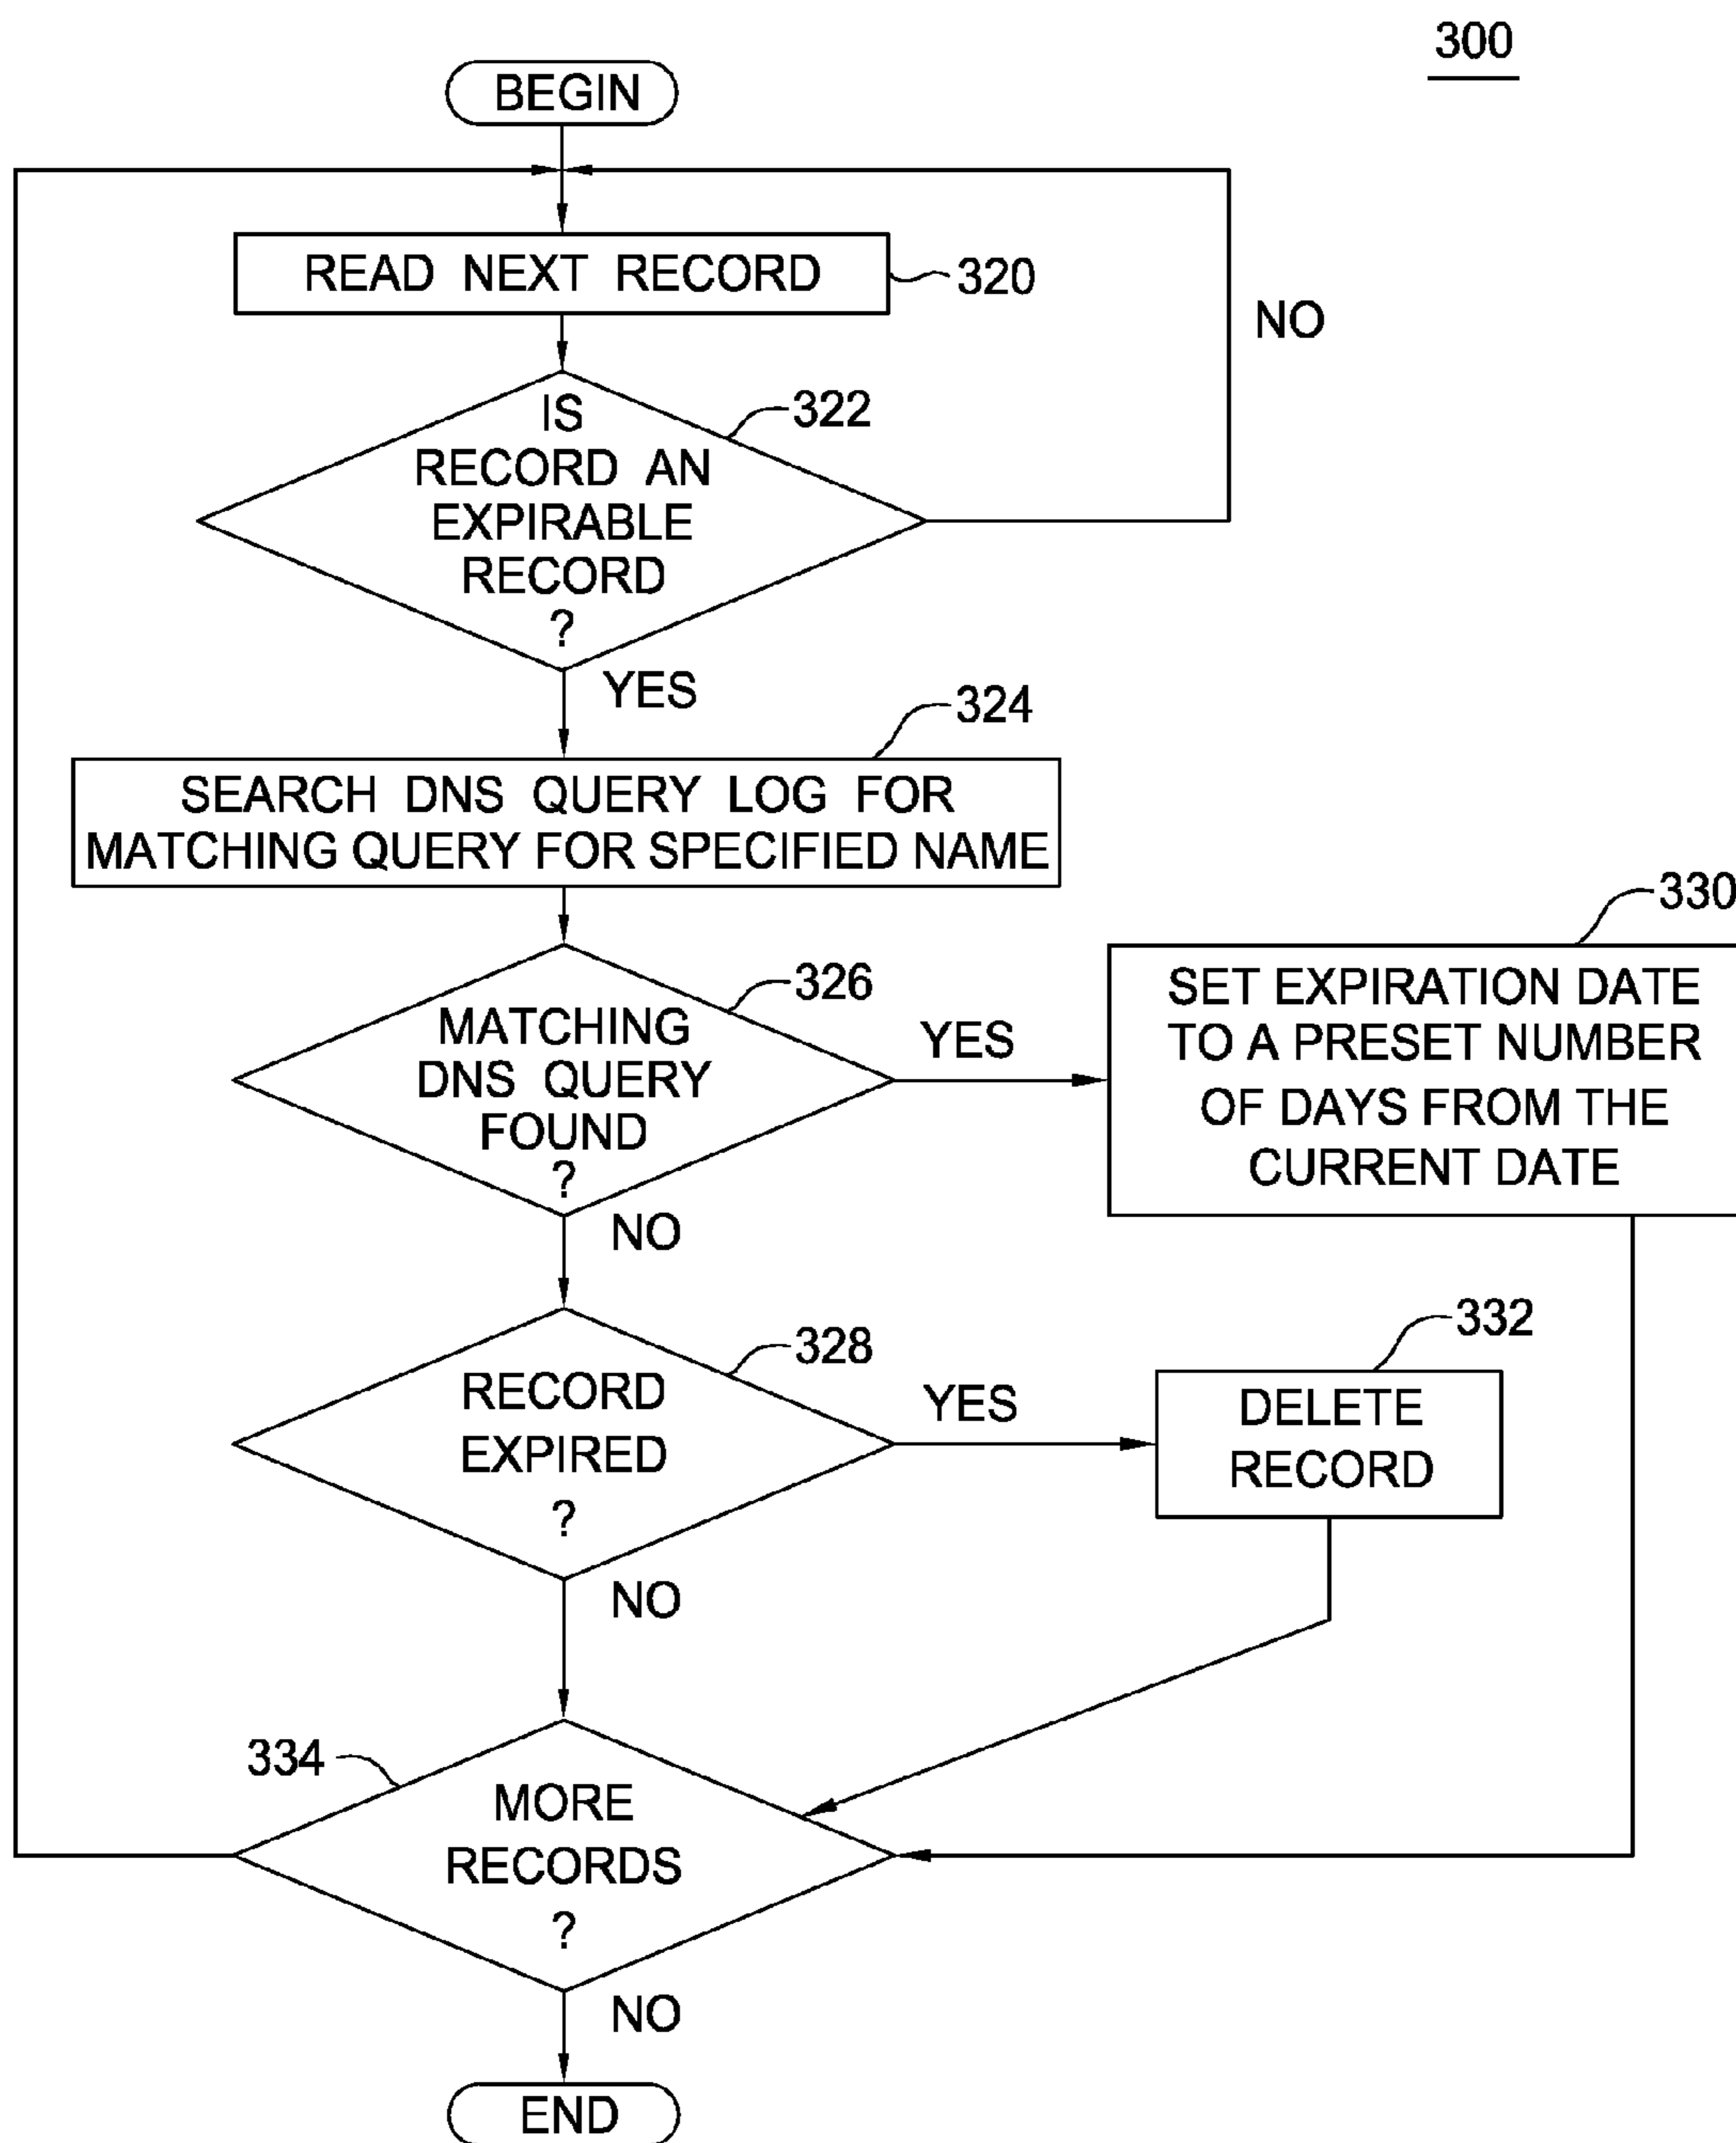 300
BEGIN
READ NEXT RECORD
320
NO
IS
RECORD AN
EXPIRABLE
RECORD
?
322
YES
324
SEARCH DNS QUERY LOG FOR
MATCHING QUERY FOR SPECIFIED NAME
326
MATCHING
DNS QUERY
FOUND
?
YES
330
SET EXPIRATION DATE
TO A PRESET NUMBER
OF DAYS FROM THE
CURRENT DATE
NO
328
RECORD
EXPIRED
?
YES
332
DELETE
RECORD
NO
334
MORE
RECORDS
?
NO
END